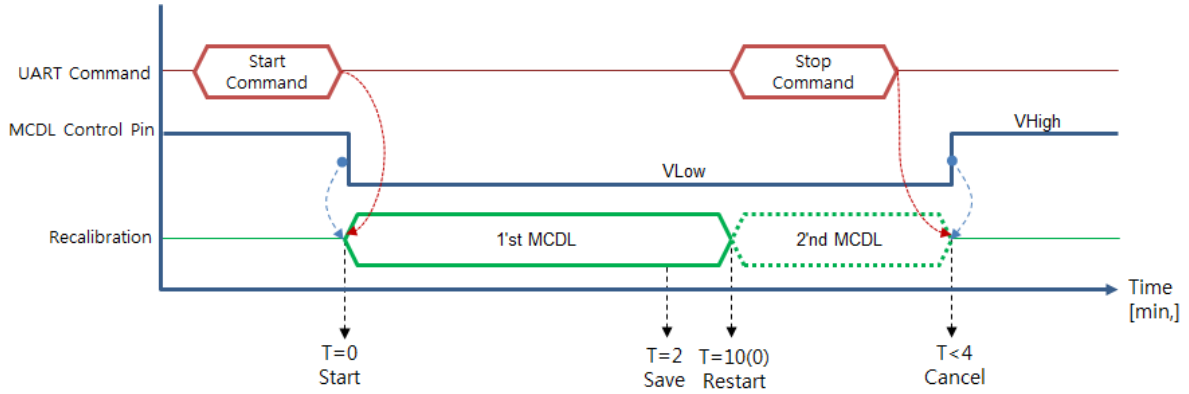 UART Command
Start
Command
Stop
Command
MCDL Control Pin
VHigh
VLow
Recalibration
1'st MCDL
2'nd MCDL
Time
[min,]
T=0
Start
T=2
Save
T=10(0)
Restart
T<4
Cancel